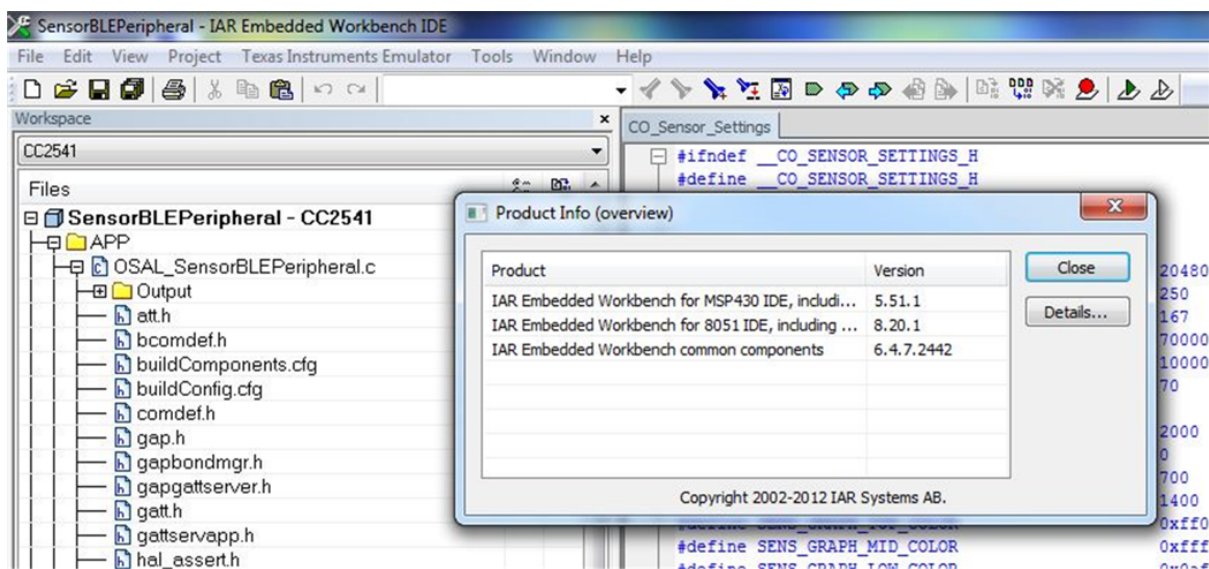 SensorBLEPeripheral - IAR Embedded Workbench IDE
File Edit View Project Texas Instruments Emulator Tools Window Help
Workspace
CO_Sensor_Settings
CC2541
#ifndef __CO_SENSOR_SETTINGS_H
#define __CO_SENSOR_SETTINGS_H
Files
SensorBLEPeripheral - CC2541
APP
OSAL_SensorBLEPeripheral.c
Output
att.h
bcomdef.h
buildComponents.cfg
buildConfig.cfg
comdef.h
gap.h
gapbondmgr.h
gapgattserver.h
gatt.h
gattservapp.h
hal_assert.h
Product Info (overview)
Product Version
IAR Embedded Workbench for MSP430 IDE, includi... 5.51.1
IAR Embedded Workbench for 8051 IDE, including ... 8.20.1
IAR Embedded Workbench common components 6.4.7.2442
Close
Details...
Copyright 2002-2012 IAR Systems AB.
20480
250
167
70000
10000
70
2000
0
700
1400
0xff0
#define SENS_GRAPH_MID_COLOR 0xfff